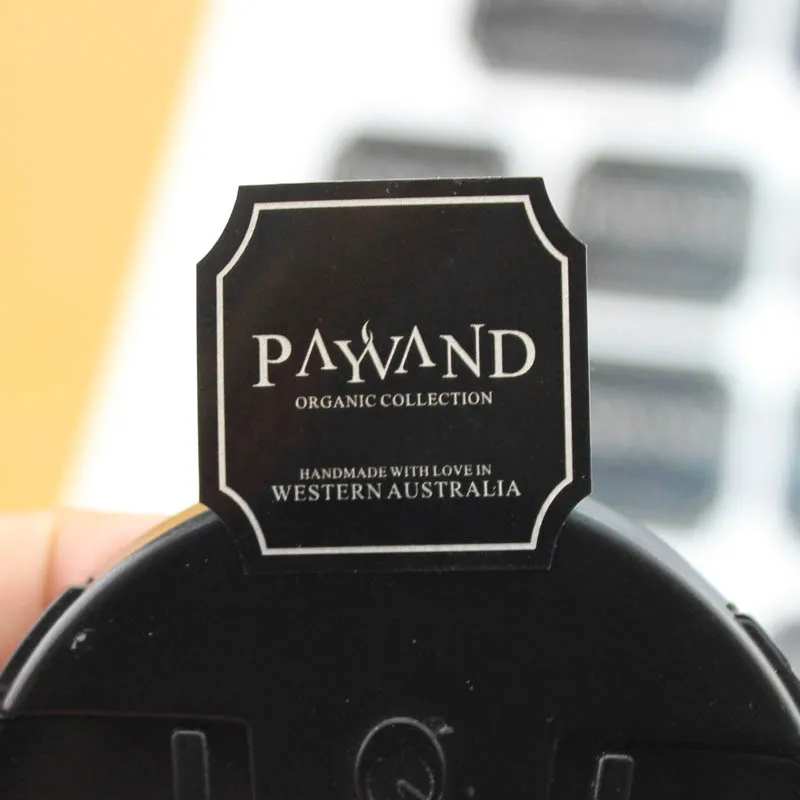 PAYVAND
ORGANIC COLLECTION
HANDMADE WITH LOVE IN
WESTERN AUSTRALIA